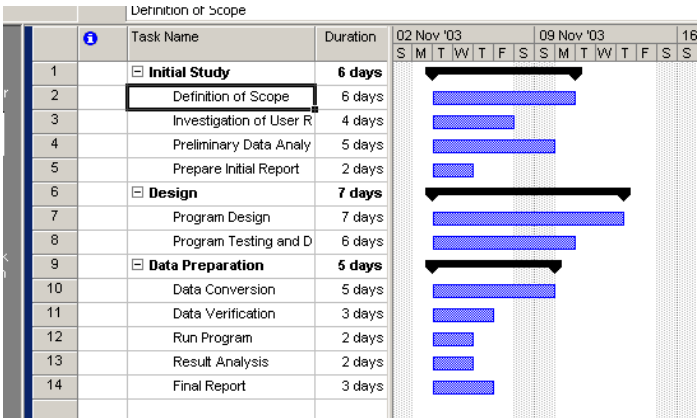 Definition of Scope
Task Name Duration 02 Nov '03 09 Nov '03 16
S M T W T F S S M T W T F S S
1 Initial Study 6 days
2 Definition of Scope 6 days
3 Investigation of User R 4 days
4 Preliminary Data Analy 5 days
5 Prepare Initial Report 2 days
6 Design 7 days
7 Program Design 7 days
8 Program Testing and D 6 days
9 Data Preparation 5 days
10 Data Conversion 5 days
11 Data Verification 3 days
12 Run Program 2 days
13 Result Analysis 2 days
14 Final Report 3 days